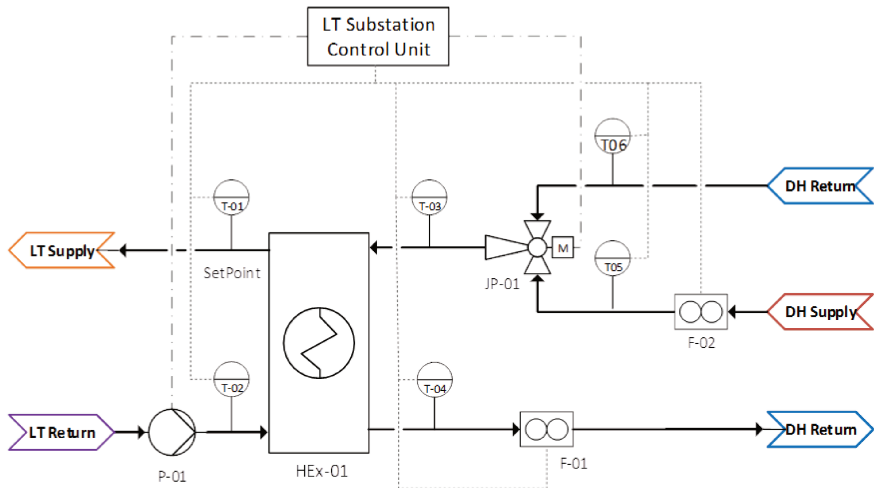 LT Substation
Control Unit
T06
T-01
T-03
DH Return
LT Supply
M
T05
SetPoint
JP-01
DH Supply
F-02
T-02
T-04
LT Return
DH Return
P-01
HEx-01
F-01